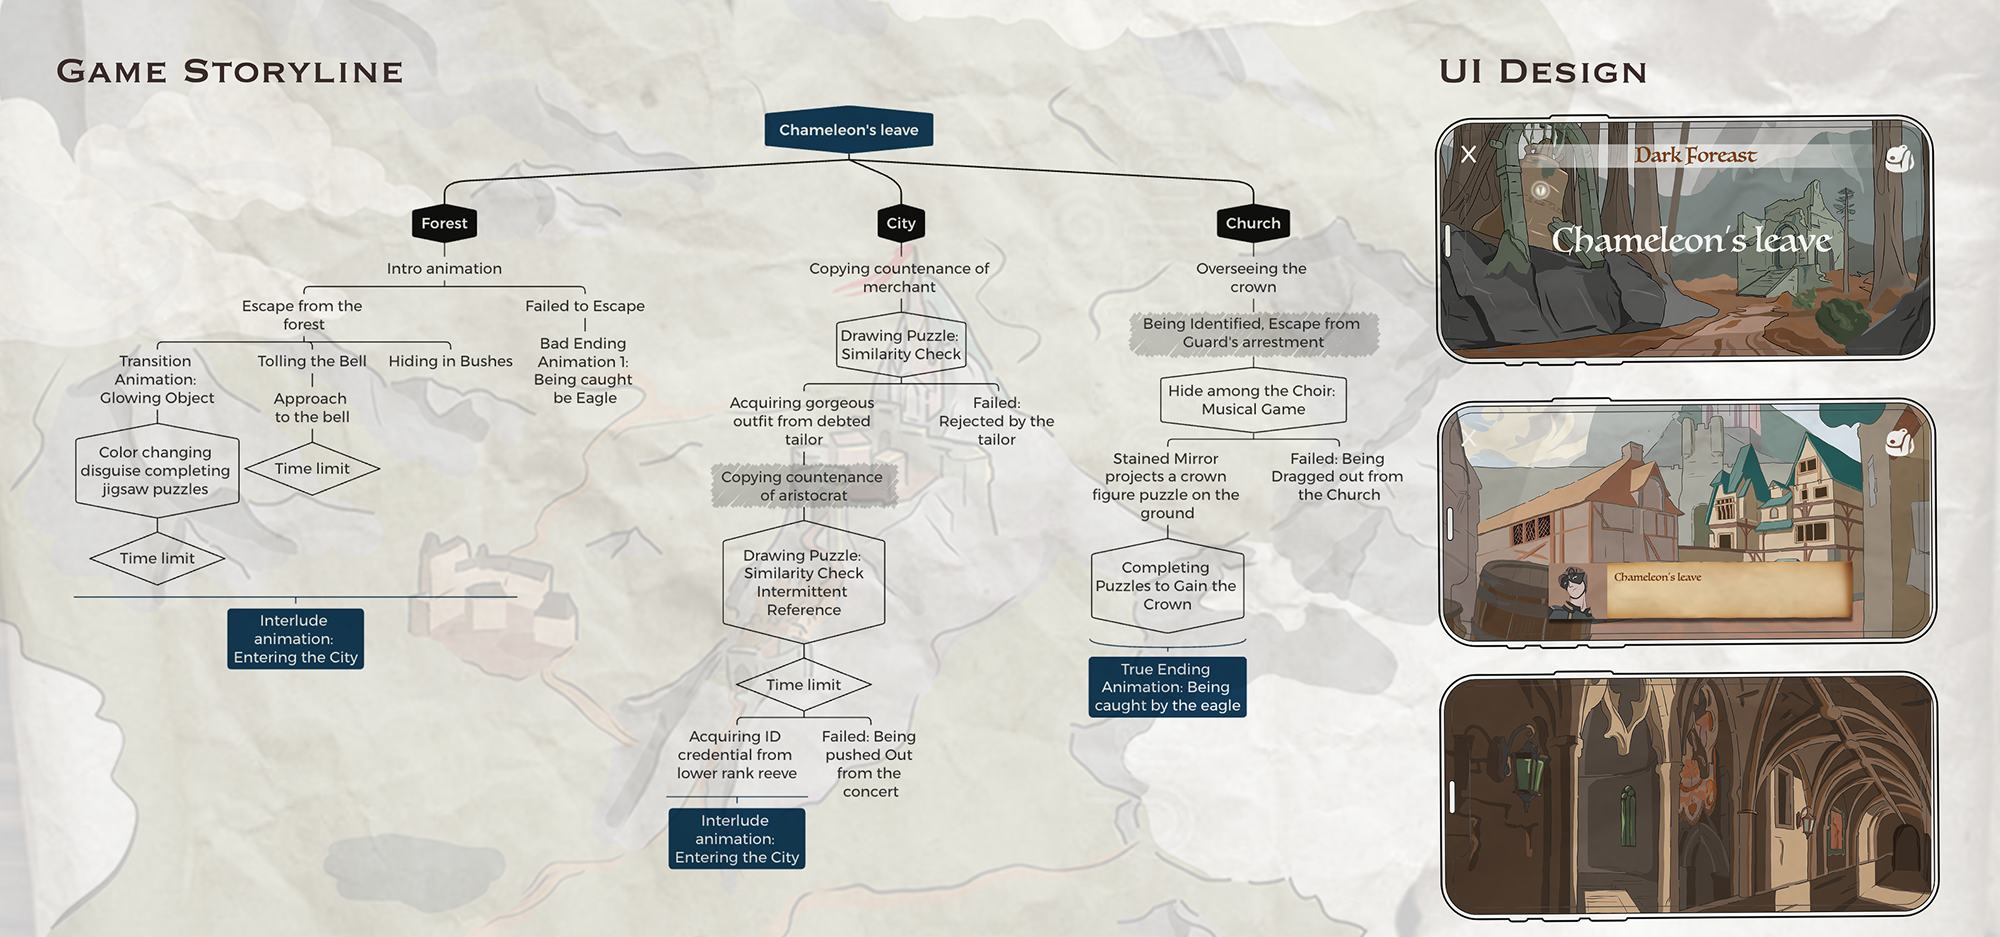 GAME STORYLINE
UI DESIGN
Chameleon's leave
Forest
City
Church
Intro animation
Escape from the
forest
Failed to Escape
Transition
Animation:
Glowing Object
Tolling the Bell
Hiding in Bushes
Bad Ending
Animation 1:
Being caught
be Eagle
Approach
to the bell
Color changing
disguise completing
jigsaw puzzles
Time limit
Time limit
Interlude
animation:
Entering the City
Copying countenance of
merchant
Drawing Puzzle:
Similarity Check
Acquiring gorgeous
outfit from debted
tailor
Failed:
Rejected by the
tailor
Copying countenance
of aristocrat
Drawing Puzzle:
Similarity Check
Intermittent
Reference
Time limit
Acquiring ID
credential from
lower rank reeve
Failed: Being
pushed Out
from the
concert
Interlude
animation:
Entering the City
Overseeing the
crown
Being Identified, Escape from
Guard's arrestment
Hide among the Choir:
Musical Game
Stained Mirror
projects a crown
figure puzzle on the
ground
Failed: Being
Dragged out from
the Church
Completing
Puzzles to Gain the
Crown
True Ending
Animation: Being
caught by the eagle
Dark Foreast
Chameleon's leave
Chameleon's leave